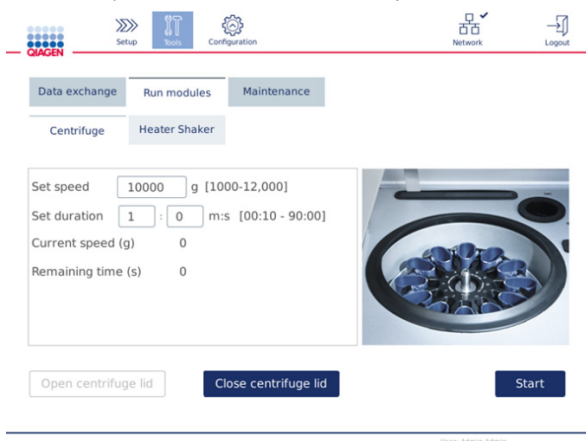 QIAGEN
Setup
Tools
Configuration
Network
Logout
Data exchange
Run modules
Maintenance
Centrifuge
Heater Shaker
Set speed 10000 g [1000-12,000]
Set duration 1 : 0 m:s [00:10 - 90:00]
Current speed (g) 0
Remaining time (s) 0
Open centrifuge lid
Close centrifuge lid
Start